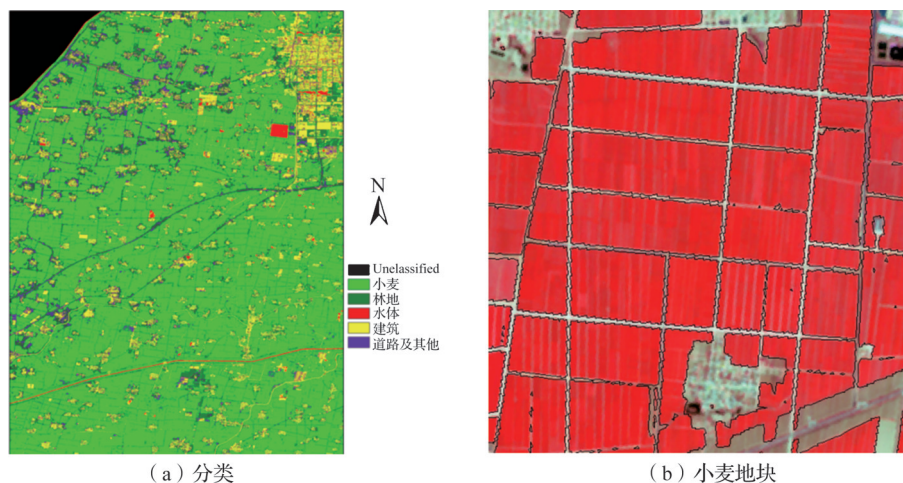 N
Unelassified
小麦
林地
水体
建筑
道路及其他
（a）分类
（b）小麦地块